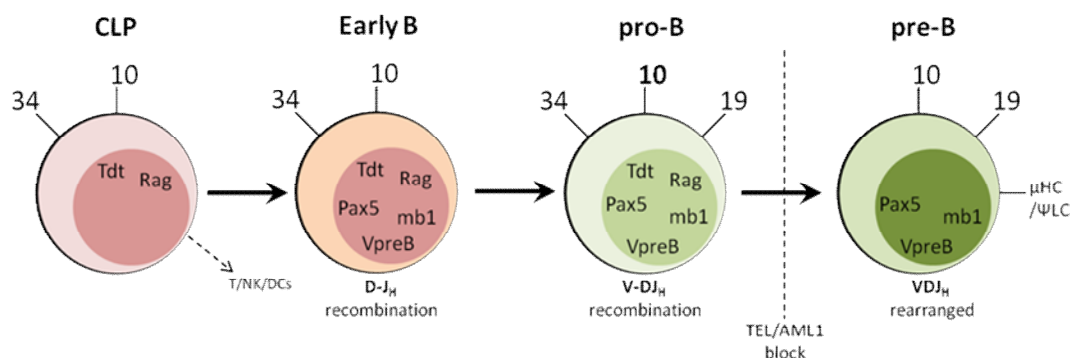 CLP
Early B
pro-B
pre-B
34
10
34
10
34
10
19
10
19
Tdt
Rag
Tdt
Rag
Pax5
mb1
VpreB
Tdt
Rag
Pax5
mb1
VpreB
Pax5
mb1
VpreB
µHC
/ΨLC
T/NK/DCs
D-JH
recombination
V-DJH
recombination
VDJH
rearranged
TEL/AML1
block